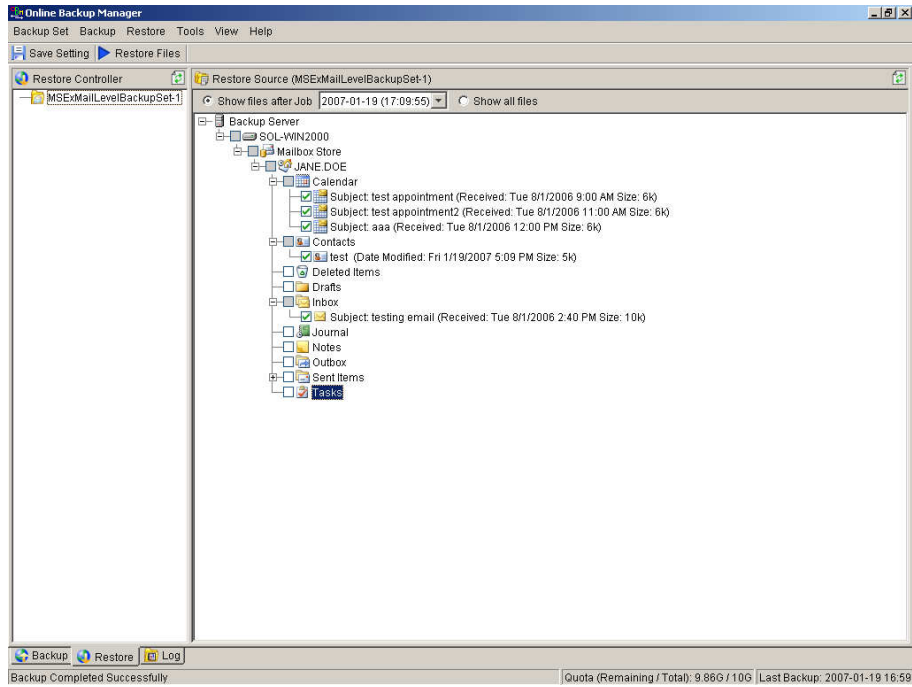 Online Backup Manager
Backup Set Backup Restore Tools View Help
Save Setting Restore Files
Restore Controller
MSExMailLevelBackupSet-1
Restore Source (MSExMailLevelBackupSet-1)
Show files after Job 2007-01-19 (17:09:55) Show all files
Backup Server
SOL-WIN2000
Mailbox Store
JANE.DOE
Calendar
Subject: test appointment (Received: Tue 8/1/2006 9:00 AM Size: 6k)
Subject: test appointment2 (Received: Tue 8/1/2006 11:00 AM Size: 6k)
Subject: aaa (Received: Tue 8/1/2006 12:00 PM Size: 6k)
Contacts
test (Date Modified: Fri 1/19/2007 5:09 PM Size: 5k)
Deleted Items
Drafts
Inbox
Subject: testing email (Received: Tue 8/1/2006 2:40 PM Size: 10k)
Journal
Notes
Outbox
Sent Items
Tasks
Backup Restore Log
Backup Completed Successfully
Quota (Remaining / Total): 9.86G / 10G Last Backup: 2007-01-19 16:59